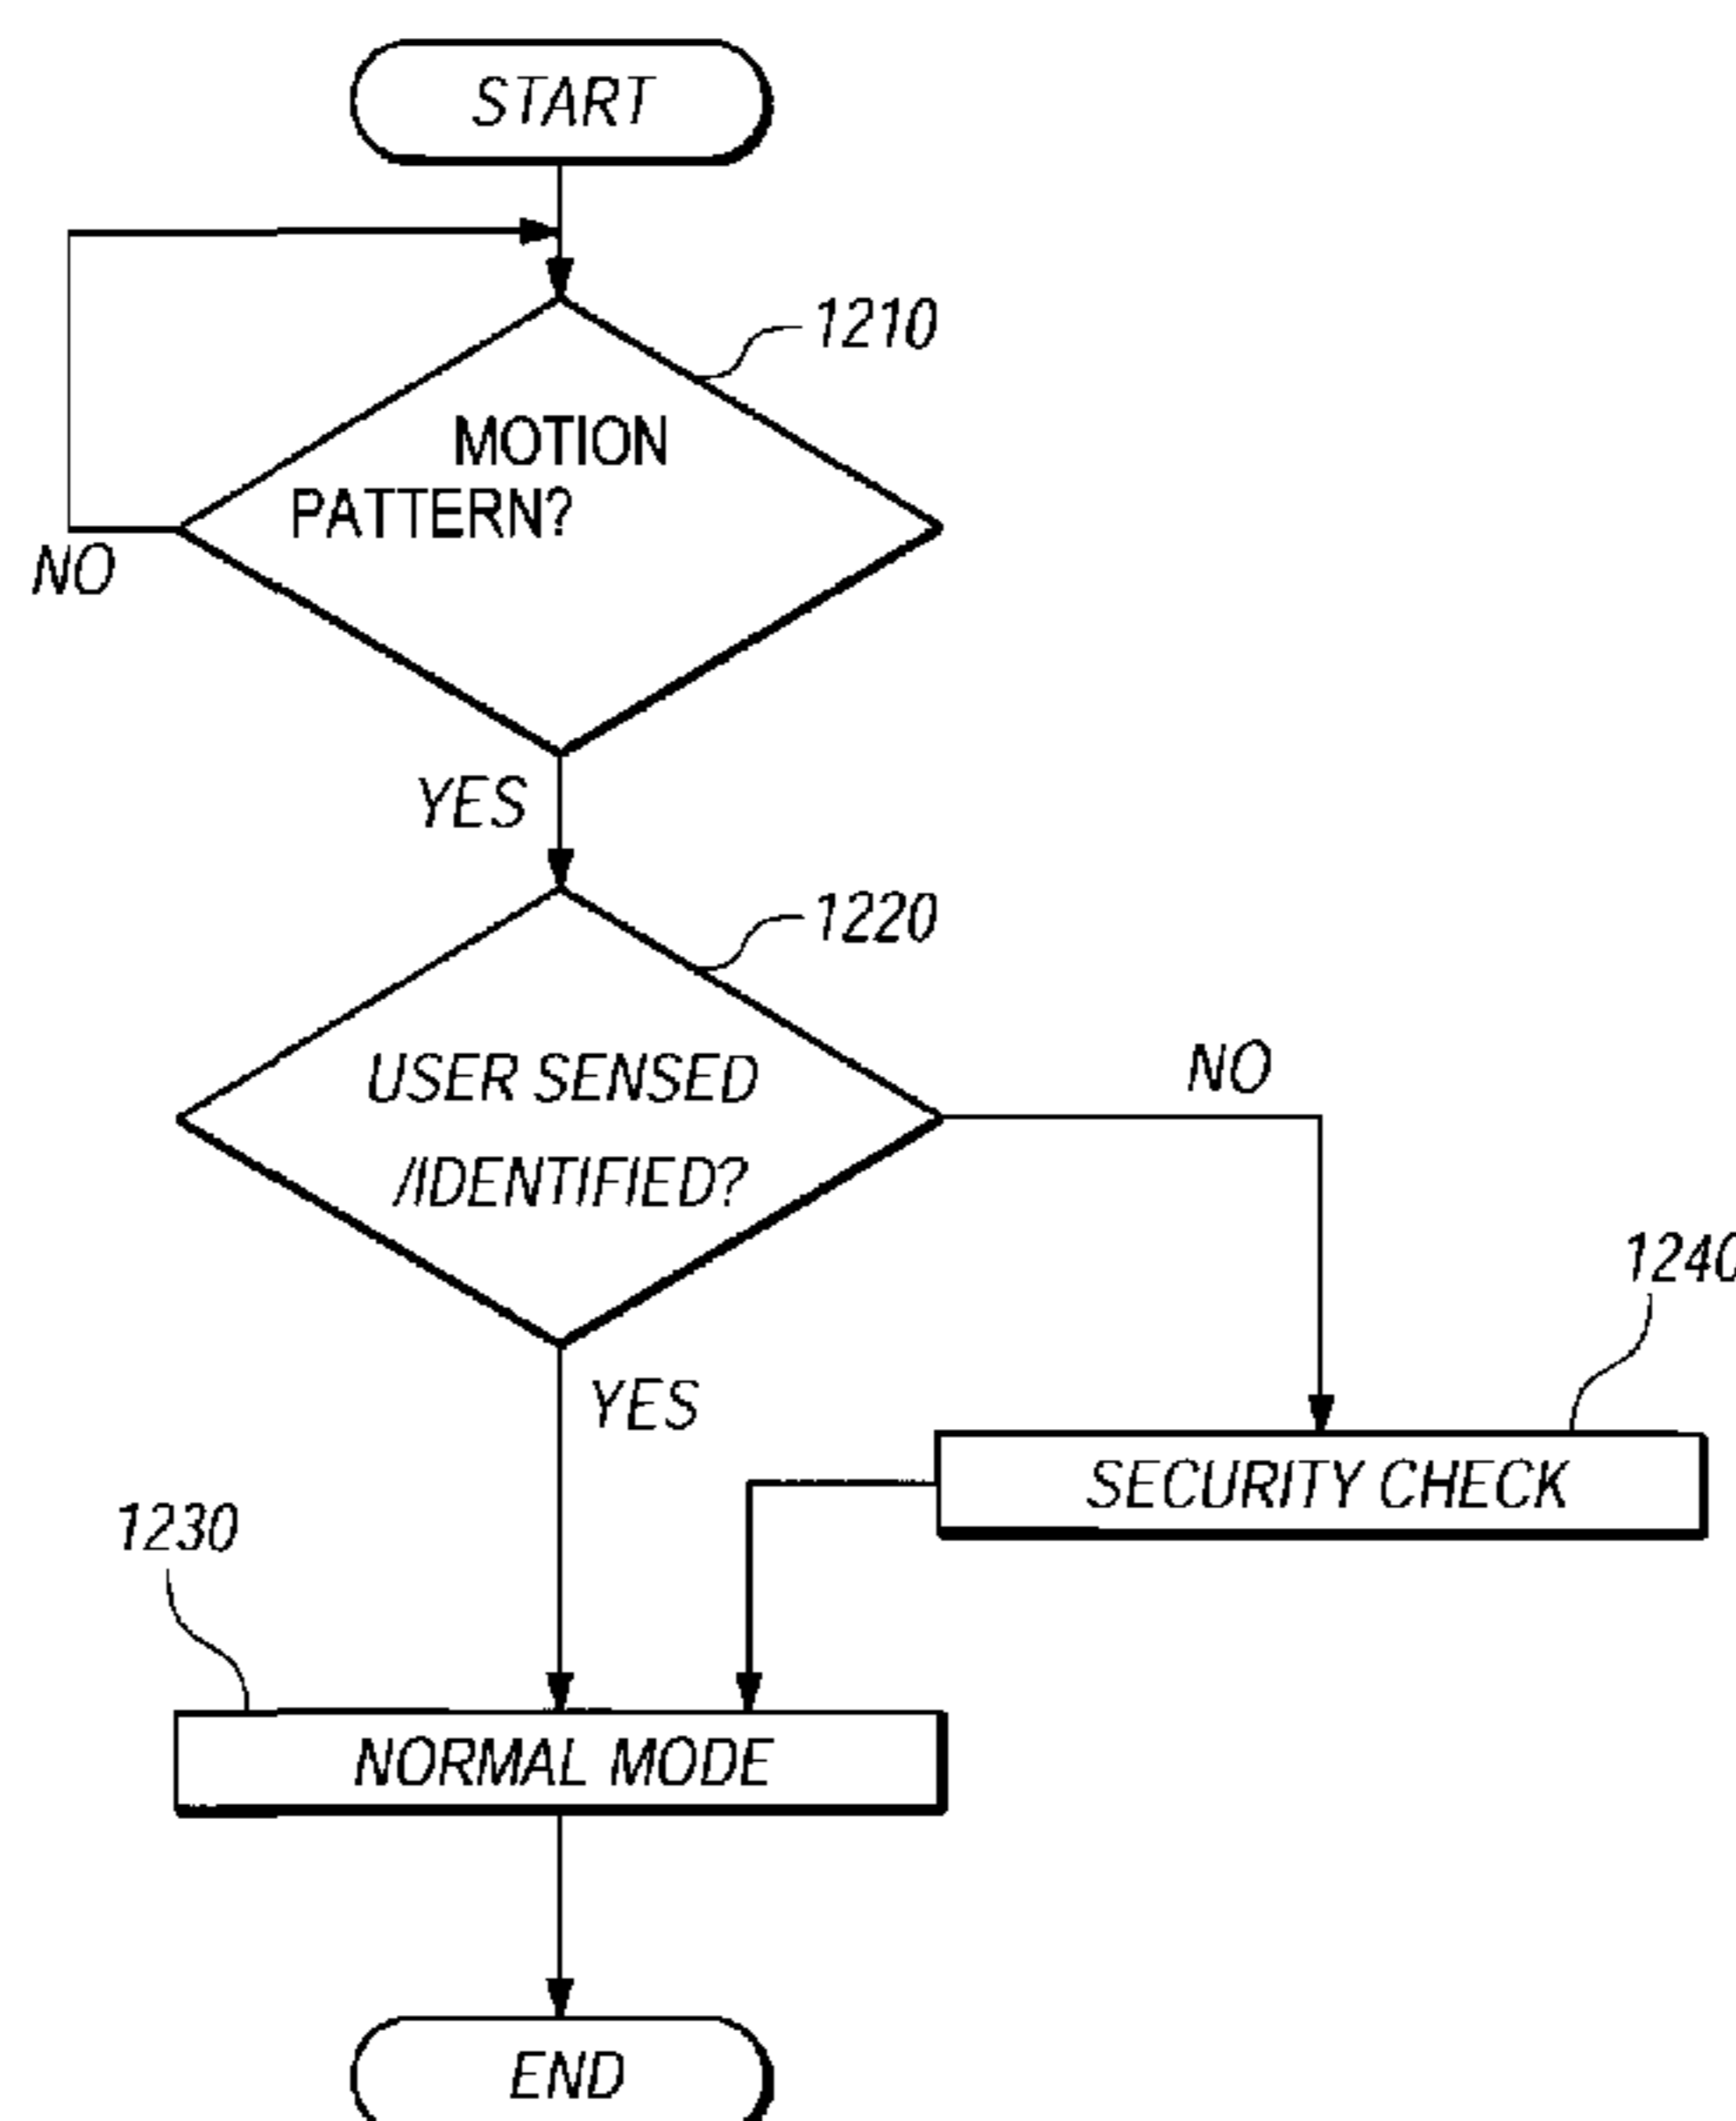 START
1210
MOTION
PATTERN?
NO
YES
1220
USER SENSED
/IDENTIFIED?
NO
1240
YES
SECURITY CHECK
1230
NORMAL MODE
END